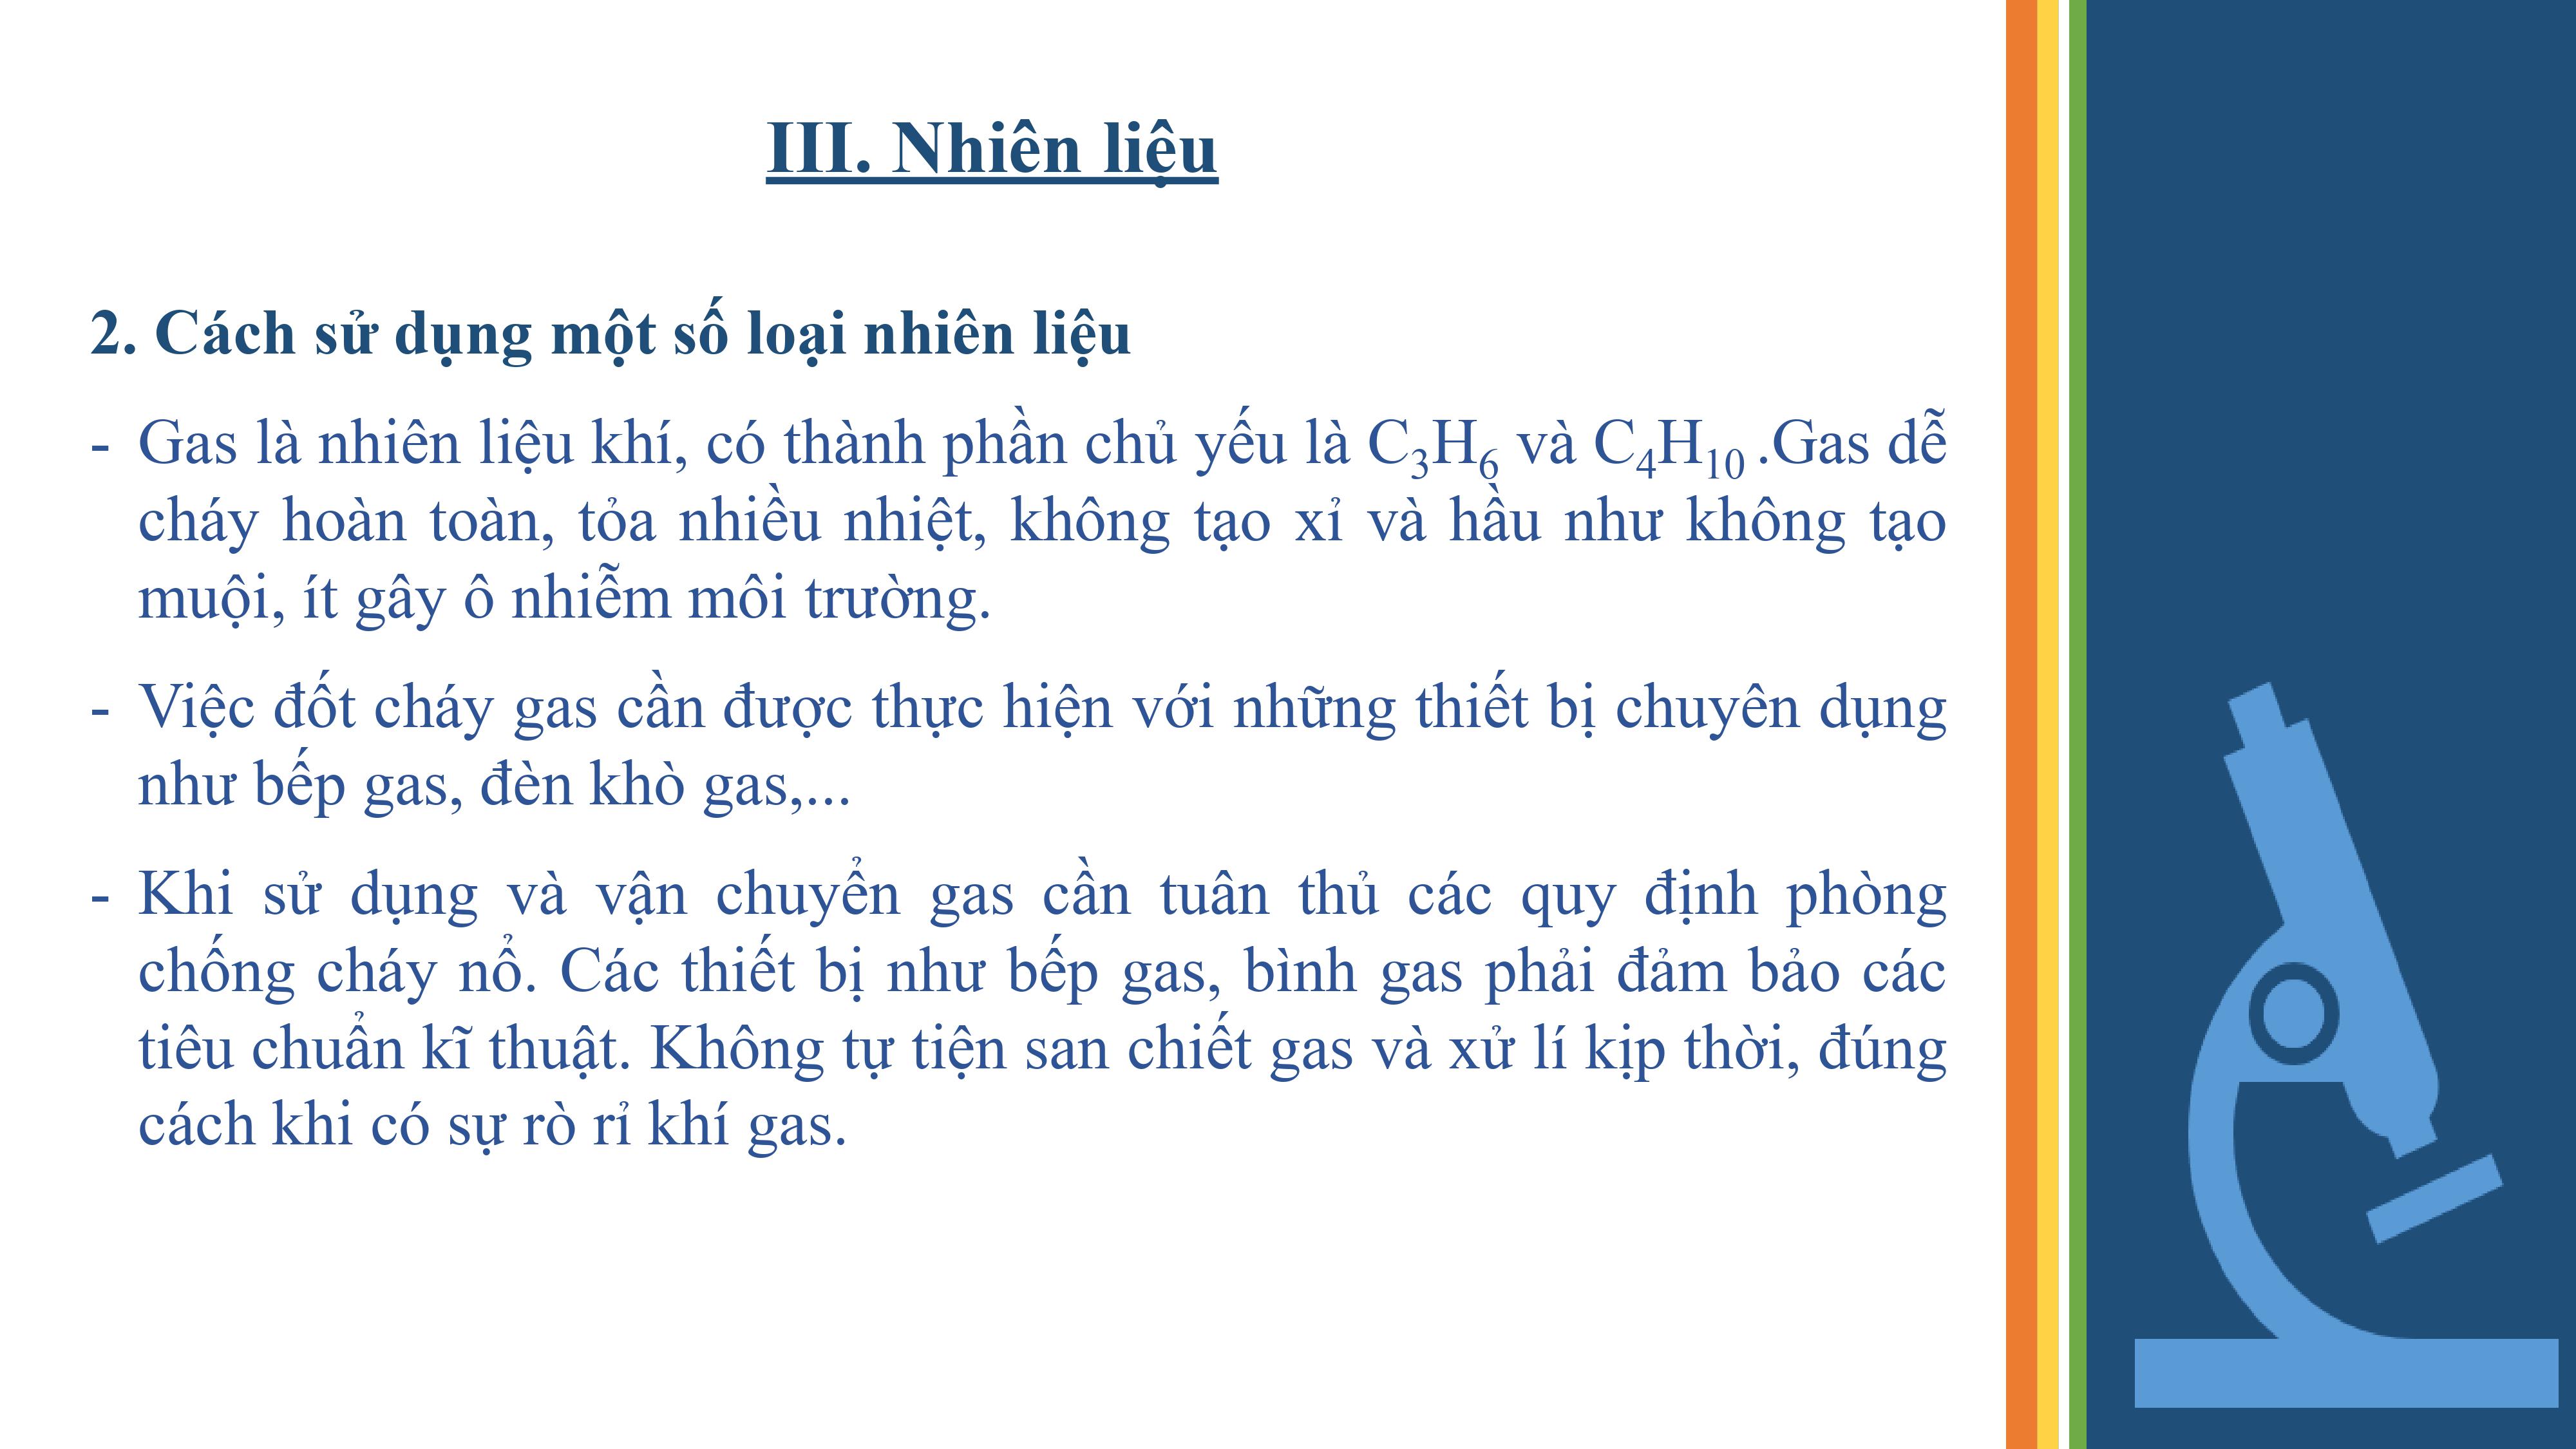 III. Nhiên liệu
2. Cách sử dụng một số loại nhiên liệu
- Gas là nhiên liệu khí, có thành phần chủ yếu là C₃H₆ và C₄H₁₀ .Gas dễ
cháy hoàn toàn, tỏa nhiều nhiệt, không tạo xỉ và hầu như không tạo
muội, ít gây ô nhiễm môi trường.
- Việc đốt cháy gas cần được thực hiện với những thiết bị chuyên dụng
như bếp gas, đèn khò gas,...
- Khi sử dụng và vận chuyển gas cần tuân thủ các quy định phòng
chống cháy nổ. Các thiết bị như bếp gas, bình gas phải đảm bảo các
tiêu chuẩn kĩ thuật. Không tự tiện san chiết gas và xử lí kịp thời, đúng
cách khi có sự rò rỉ khí gas.